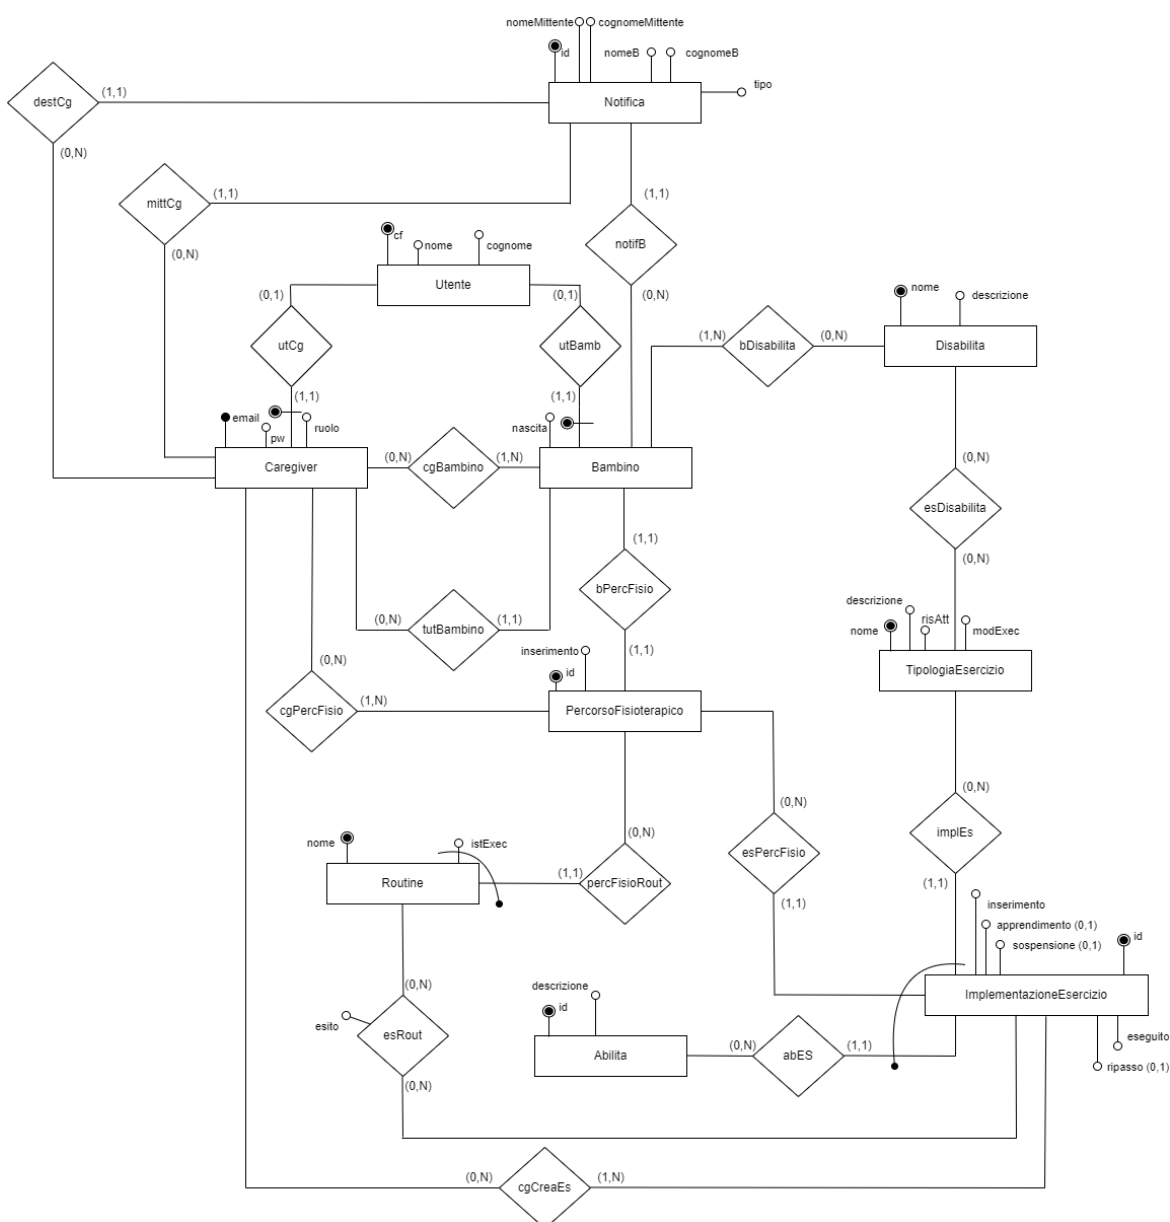 nomeMittente cognomeMittente
id nomeB cognomeB
tipo
destCg (1,1) Notifica
(0,N)
(1,1) (1,1)
mittCg
cf nome cognome notifB
(0,N)
Utente
nome descrizione
(0,1) (0,1) (0,N)
(1,N) (0,N)
utCg utBamb bDisabilita Disabilita
(1,1) (1,1)
email ruolo nascita
pw
Caregiver (0,N) cgBambino (1,N) Bambino (0,N)
esDisabilita
(1,1)
(0,N)
bPercFisio
descrizione
(0,N) tutBambino (1,1) nome risAtt modExec
(1,1)
inserimento
(0,N) id TipologiaEsercizio
cgPercFisio (1,N) PercorsoFisioterapico
(0,N) (0,N)
nome istExec (0,N) implEs
esPercFisio
Routine (1,1) percFisioRout (1,1)
(1,1) inserimento
apprendimento (0,1)
id
sospensione (0,1)
(0,N) descrizione ImplementazioneEsercizio
id
esito esRout eseguito
Abilita (0,N) abES (1,1)
ripasso (0,1)
(0,N)
(0,N) cgCreaEs (1,N)